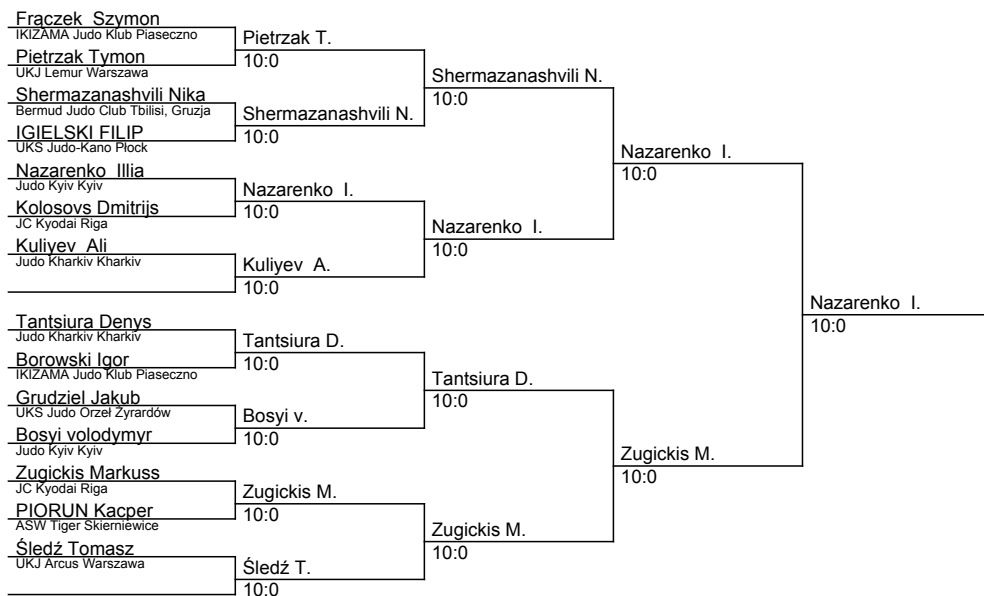 Frączek Szymon
IKIZAMA Judo Klub Piaseczno
Pietrzak Tymon
UKJ Lemur Warszawa
Shermazanashvili Nika
Bermud Judo Club Tbilisi, Gruzja
IGIELSKI FILIP
UKS Judo-Kano Płock
Nazarenko Illia
Judo Kyiv Kyiv
Kolosovs Dmitrijs
JC Kyodai Riga
Kuliyev Ali
Judo Kharkiv Kharkiv
Tantsiura Denys
Judo Kharkiv Kharkiv
Borowski Igor
IKIZAMA Judo Klub Piaseczno
Grudziel Jakub
UKS Judo Orzeł Żyrardów
Bosyi volodymyr
Judo Kyiv Kyiv
Zugickis Markuss
JC Kyodai Riga
PIORUN Kacper
ASW Tiger Skierniewice
Śledź Tomasz
UKJ Arcus Warszawa
Pietrzak T.
10:0
Shermazanashvili N.
10:0
Nazarenko I.
10:0
Kuliyev A.
10:0
Tantsiura D.
10:0
Bosyi v.
10:0
Zugickis M.
10:0
Śledź T.
10:0
Shermazanashvili N.
10:0
Nazarenko I.
10:0
Tantsiura D.
10:0
Zugickis M.
10:0
Nazarenko I.
10:0
Zugickis M.
10:0
Nazarenko I.
10:0